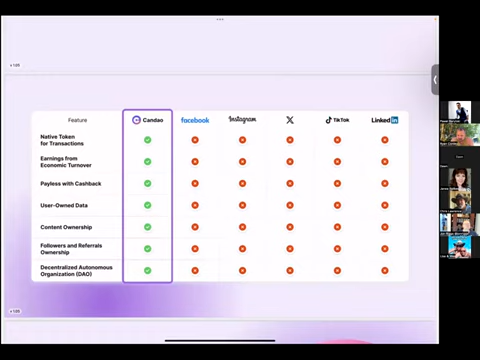 Feature Candao facebook Instagram X TikTok LinkedIn
Native Token
for Transactions
Earnings from
Economic Turnover
Payless with Cashback
User-Owned Data
Content Ownership
Followers and Referrals
Ownership
Decentralized Autonomous
Organization (DAO)